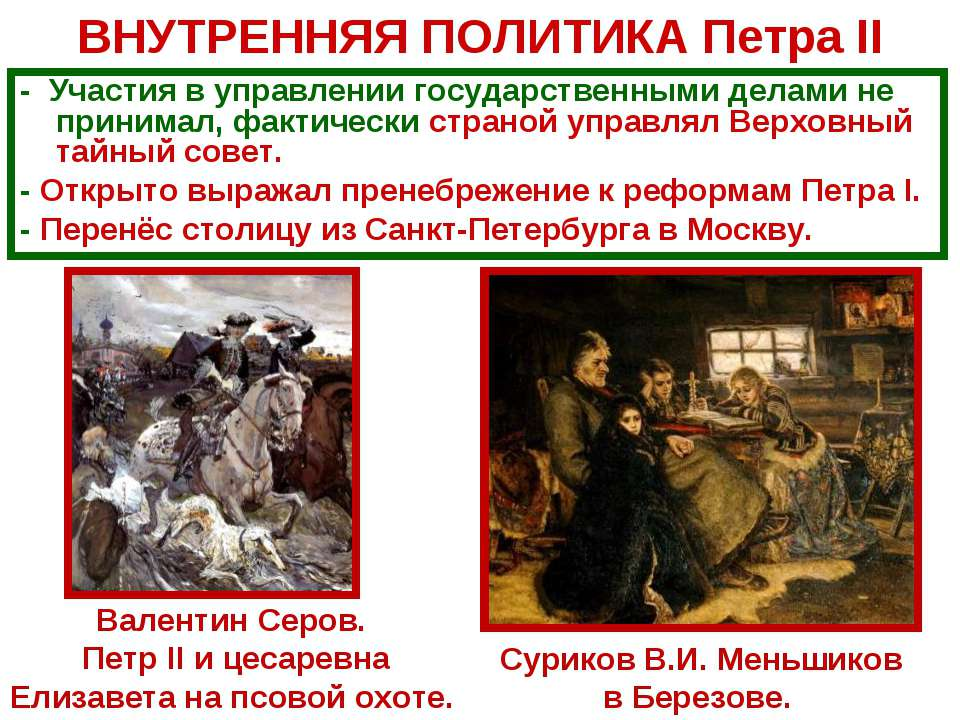 ВНУТРЕННЯЯ ПОЛИТИКА Петра II
- Участия в управлении государственными делами не
принимал, фактически страной управлял Верховный
тайный совет.
- Открыто выражал пренебрежение к реформам Петра I.
- Перенёс столицу из Санкт-Петербурга в Москву.
Валентин Серов.
Петр II и цесаревна
Елизавета на псовой охоте.
Суриков В.И. Меньшиков
в Березове.